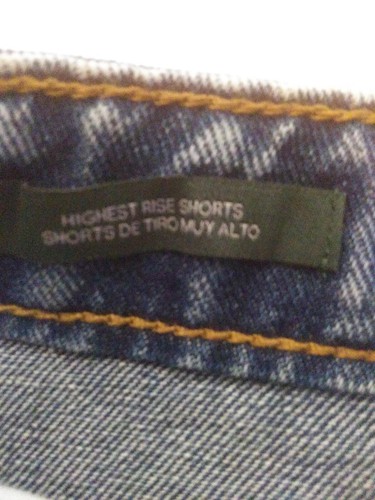 HIGHEST RISE SHORTS
SHORTS DE TIRO MUY ALTO